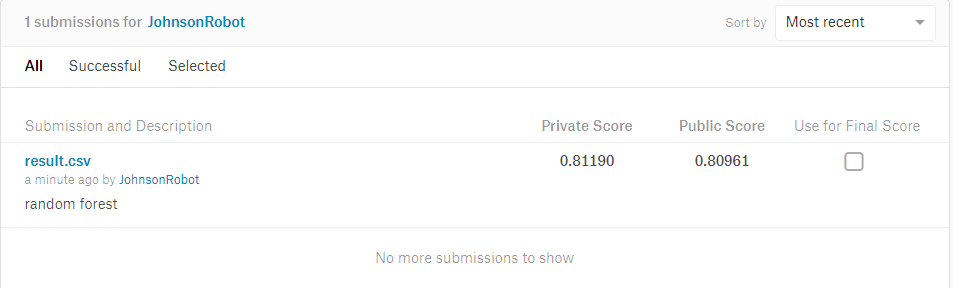 1 submissions for JohnsonRobot
Sort by Most recent
All Successful Selected
Submission and Description Private Score Public Score Use for Final Score
result.csv 0.81190 0.80961
a minute ago by JohnsonRobot
random forest
No more submissions to show